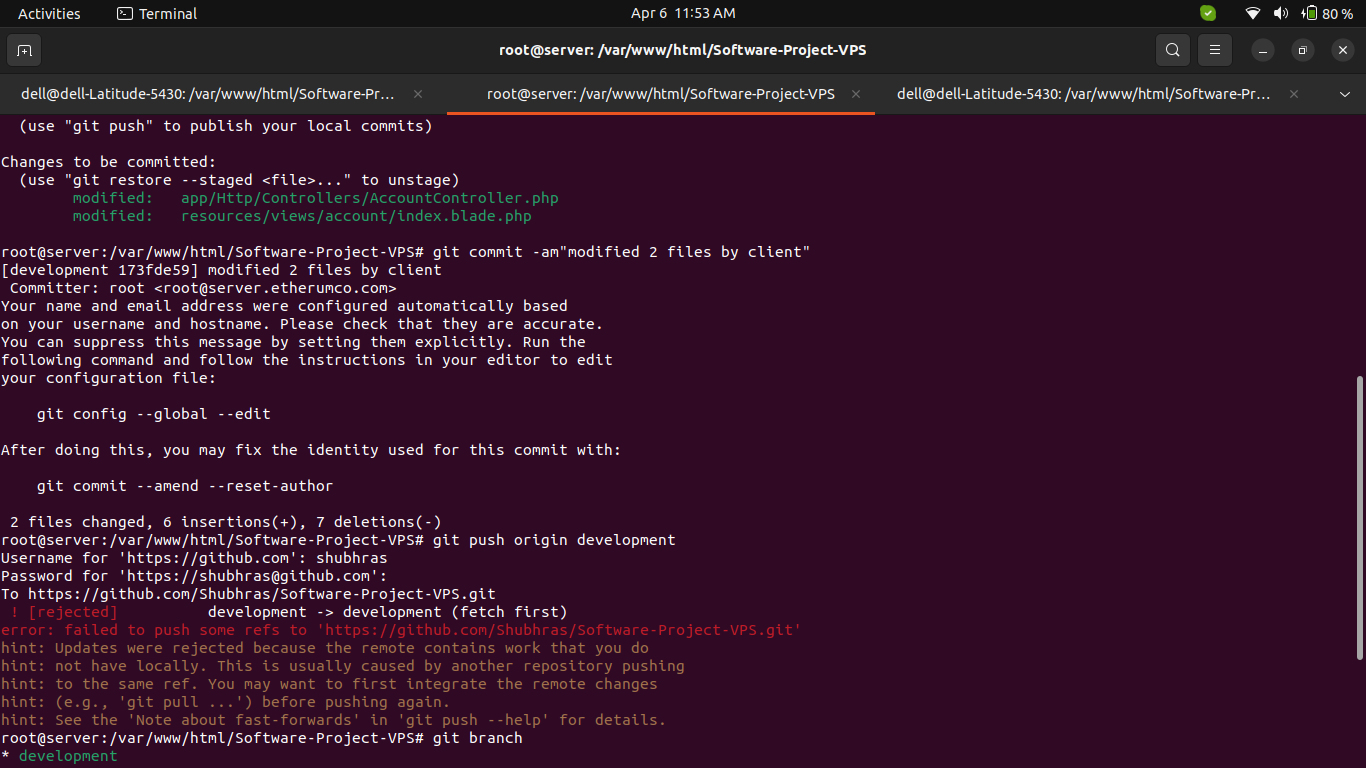 Activities
Terminal
Apr 6 11:53 AM
80 %
root@server: /var/www/html/Software-Project-VPS
dell@dell-Latitude-5430: /var/www/html/Software-Pr...
root@server: /var/www/html/Software-Project-VPS
dell@dell-Latitude-5430: /var/www/html/Software-Pr...
(use "git push" to publish your local commits)
Changes to be committed:
(use "git restore --staged <file>..." to unstage)
modified:   app/Http/Controllers/AccountController.php
modified:   resources/views/account/index.blade.php
root@server:/var/www/html/Software-Project-VPS# git commit -am"modified 2 files by client"
[development 173fde59] modified 2 files by client
Committer: root <root@server.etherumco.com>
Your name and email address were configured automatically based
on your username and hostname. Please check that they are accurate.
You can suppress this message by setting them explicitly. Run the
following command and follow the instructions in your editor to edit
your configuration file:
git config --global --edit
After doing this, you may fix the identity used for this commit with:
git commit --amend --reset-author
2 files changed, 6 insertions(+), 7 deletions(-)
root@server:/var/www/html/Software-Project-VPS# git push origin development
Username for 'https://github.com': shubhras
Password for 'https://shubhras@github.com':
To https://github.com/Shubhras/Software-Project-VPS.git
! [rejected]          development -> development (fetch first)
error: failed to push some refs to 'https://github.com/Shubhras/Software-Project-VPS.git'
hint: Updates were rejected because the remote contains work that you do
hint: not have locally. This is usually caused by another repository pushing
hint: to the same ref. You may want to first integrate the remote changes
hint: (e.g., 'git pull ...') before pushing again.
hint: See the 'Note about fast-forwards' in 'git push --help' for details.
root@server:/var/www/html/Software-Project-VPS# git branch
* development